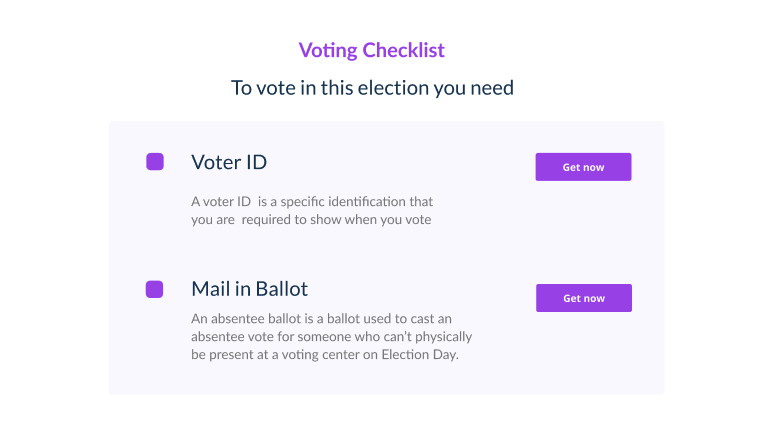 Voting Checklist
To vote in this election you need
Voter ID
Get now
A voter ID  is a specific identification that
you are  required to show when you vote
Mail in Ballot
Get now
An absentee ballot is a ballot used to cast an
absentee vote for someone who can't physically
be present at a voting center on Election Day.